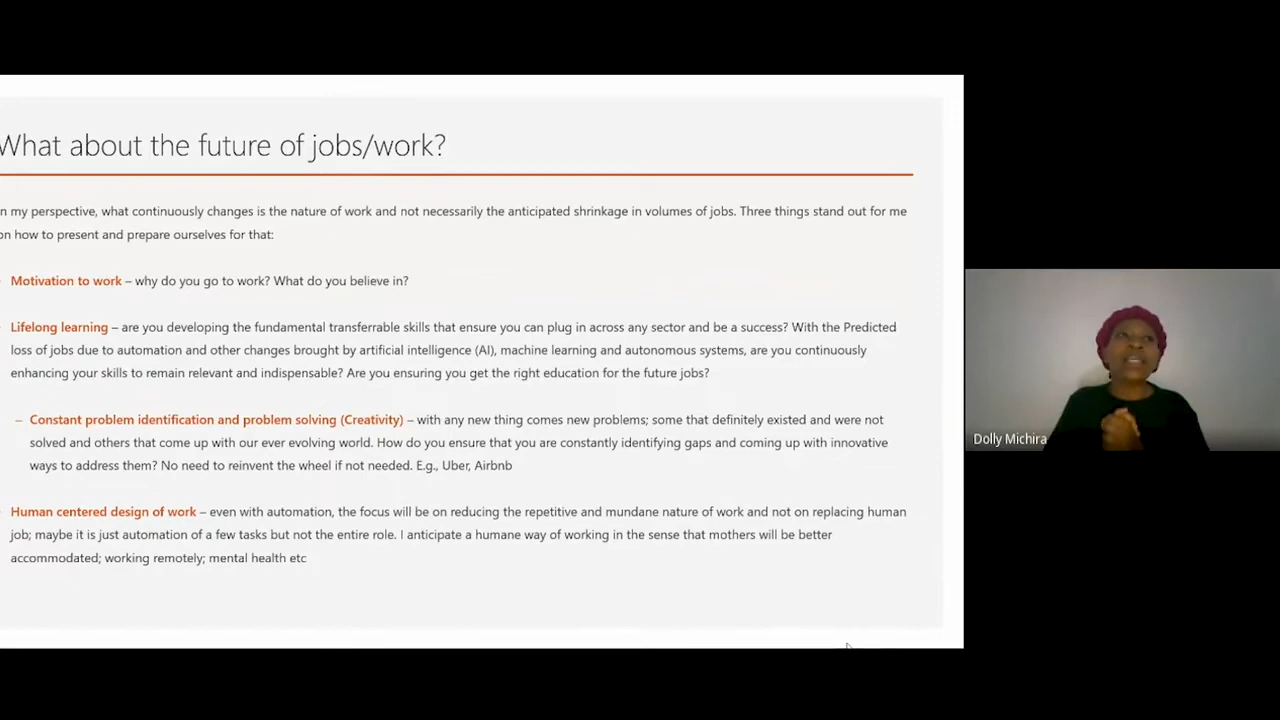 What about the future of jobs/work?
n my perspective, what continuously changes is the nature of work and not necessarily the anticipated shrinkage in volumes of jobs. Three things stand out for me
on how to present and prepare ourselves for that:
Motivation to work – why do you go to work? What do you believe in?
Lifelong learning – are you developing the fundamental transferrable skills that ensure you can plug in across any sector and be a success? With the Predicted
loss of jobs due to automation and other changes brought by artificial intelligence (AI), machine learning and autonomous systems, are you continuously
enhancing your skills to remain relevant and indispensable? Are you ensuring you get the right education for the future jobs?
– Constant problem identification and problem solving (Creativity) – with any new thing comes new problems; some that definitely existed and were not
solved and others that come up with our ever evolving world. How do you ensure that you are constantly identifying gaps and coming up with innovative
ways to address them? No need to reinvent the wheel if not needed. E.g., Uber, Airbnb
Human centered design of work – even with automation, the focus will be on reducing the repetitive and mundane nature of work and not on replacing human
job; maybe it is just automation of a few tasks but not the entire role. I anticipate a humane way of working in the sense that mothers will be better
accommodated; working remotely; mental health etc
Dolly Michira